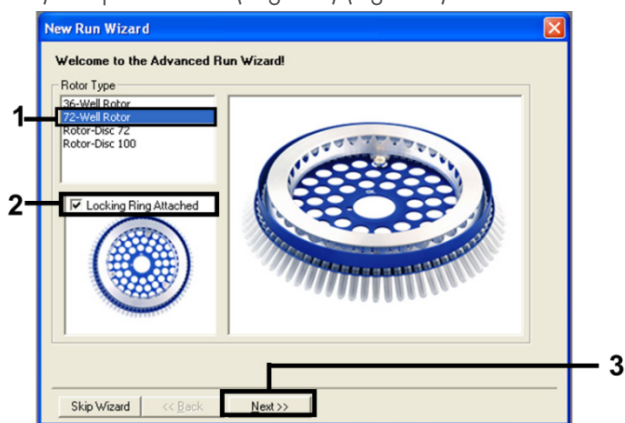 New Run Wizard
Welcome to the Advanced Run Wizard!
Rotor Type
36-Well Rotor
1
72-Well Rotor
Rotor-Disc 72
Rotor-Disc 100
2
Locking Ring Attached
3
Skip Wizard
<< Back
Next >>